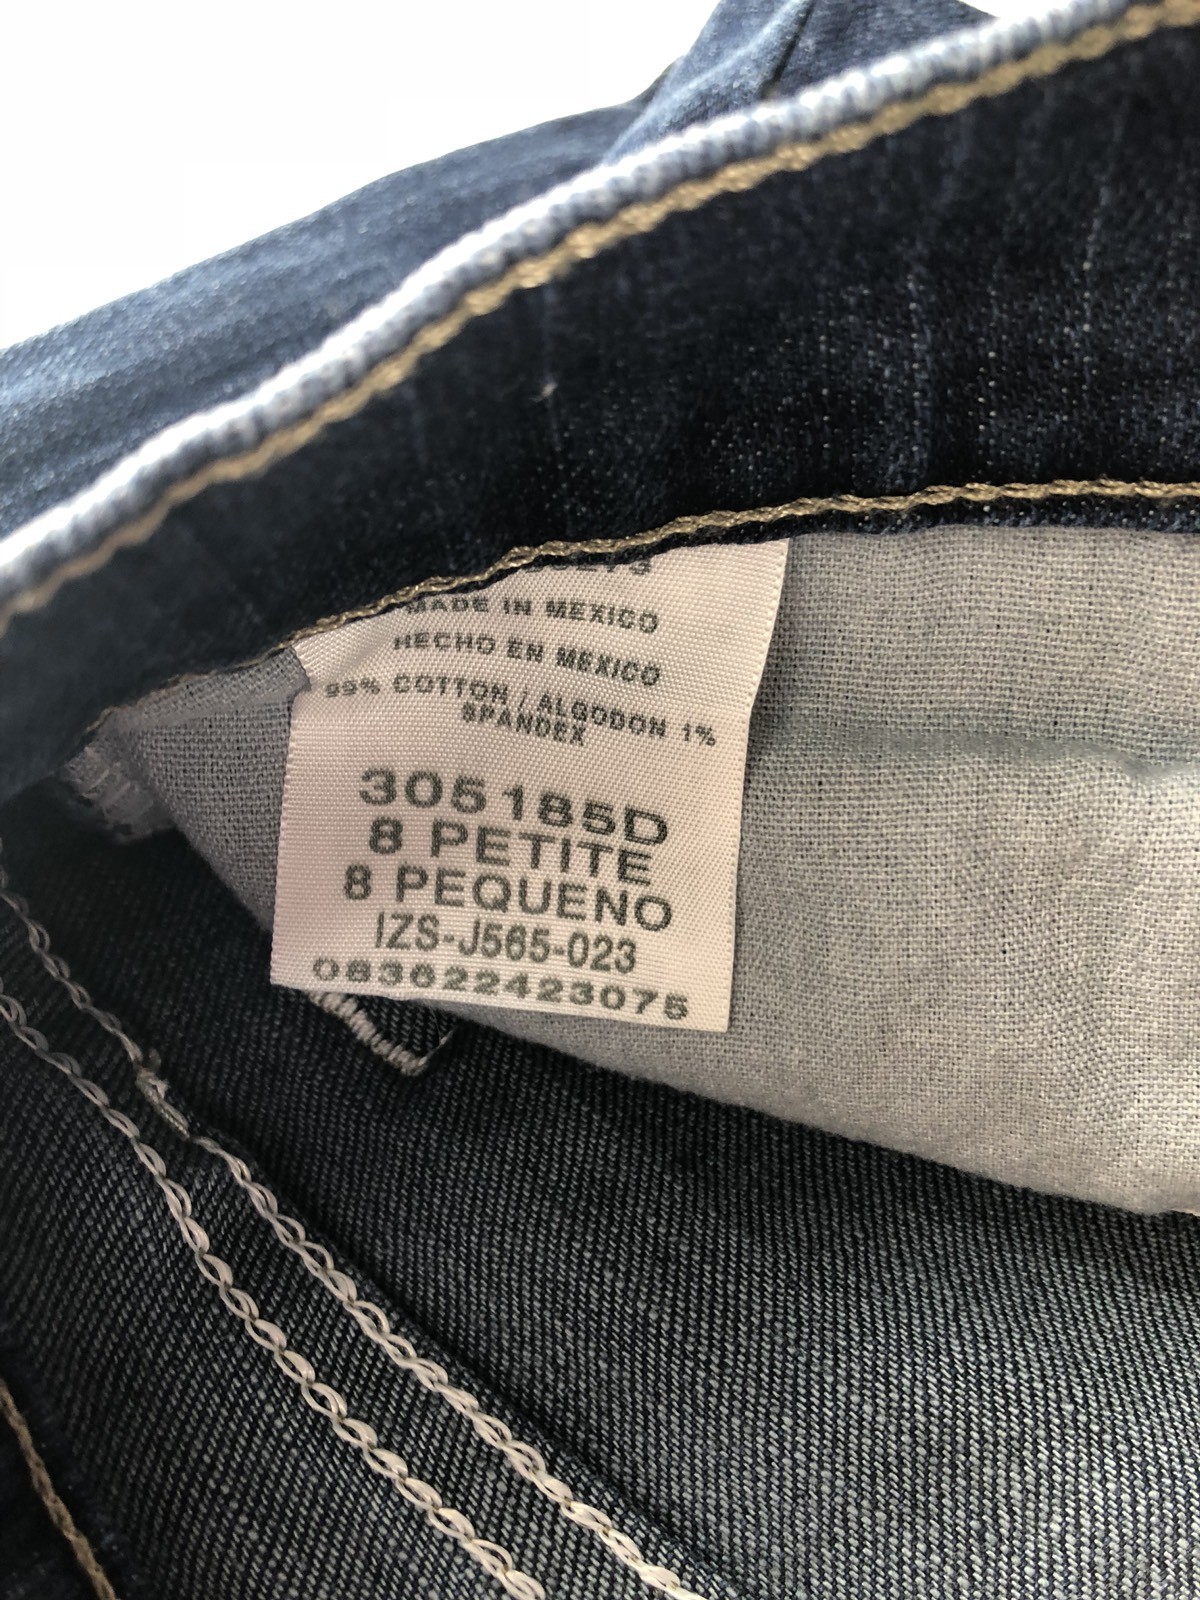 MADE IN MEXICO
HECHO EN MEXICO
99% COTTON / ALGODON 1%
SPANDEX
305185D
8 PETITE
8 PEQUENO
IZS-J565-023
083622423075